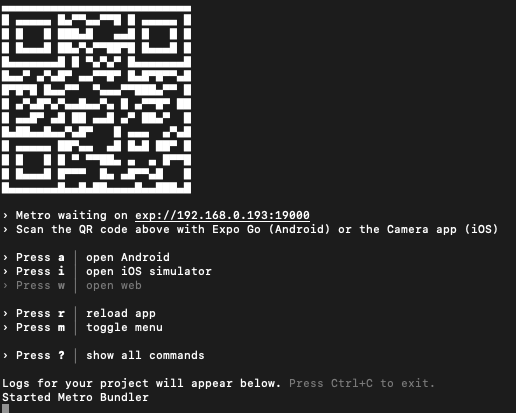 › Metro waiting on exp://192.168.0.193:19000
› Scan the QR code above with Expo Go (Android) or the Camera app (iOS)
› Press a │ open Android
› Press i │ open iOS simulator
› Press w │ open web
› Press r │ reload app
› Press m │ toggle menu
› Press ? │ show all commands
Logs for your project will appear below. Press Ctrl+C to exit.
Started Metro Bundler